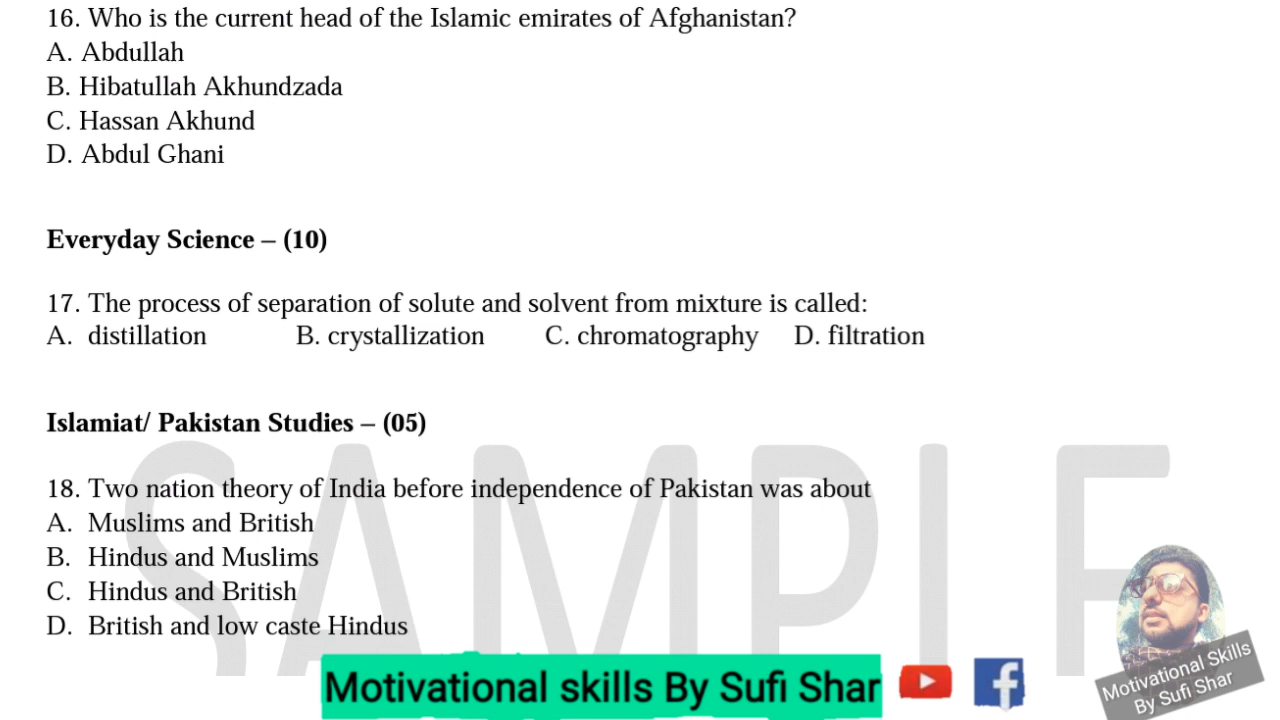 16. Who is the current head of the Islamic emirates of Afghanistan?
A. Abdullah
B. Hibatullah Akhundzada
C. Hassan Akhund
D. Abdul Ghani
Everyday Science – (10)
17. The process of separation of solute and solvent from mixture is called:
A. distillation B. crystallization C. chromatography D. filtration
Islamiat/ Pakistan Studies – (05)
SAMPLE
18. Two nation theory of India before independence of Pakistan was about
A. Muslims and British
B. Hindus and Muslims
C. Hindus and British
D. British and low caste Hindus
Motivational skills By Sufi Shar
Motivational Skills
By Sufi Shar